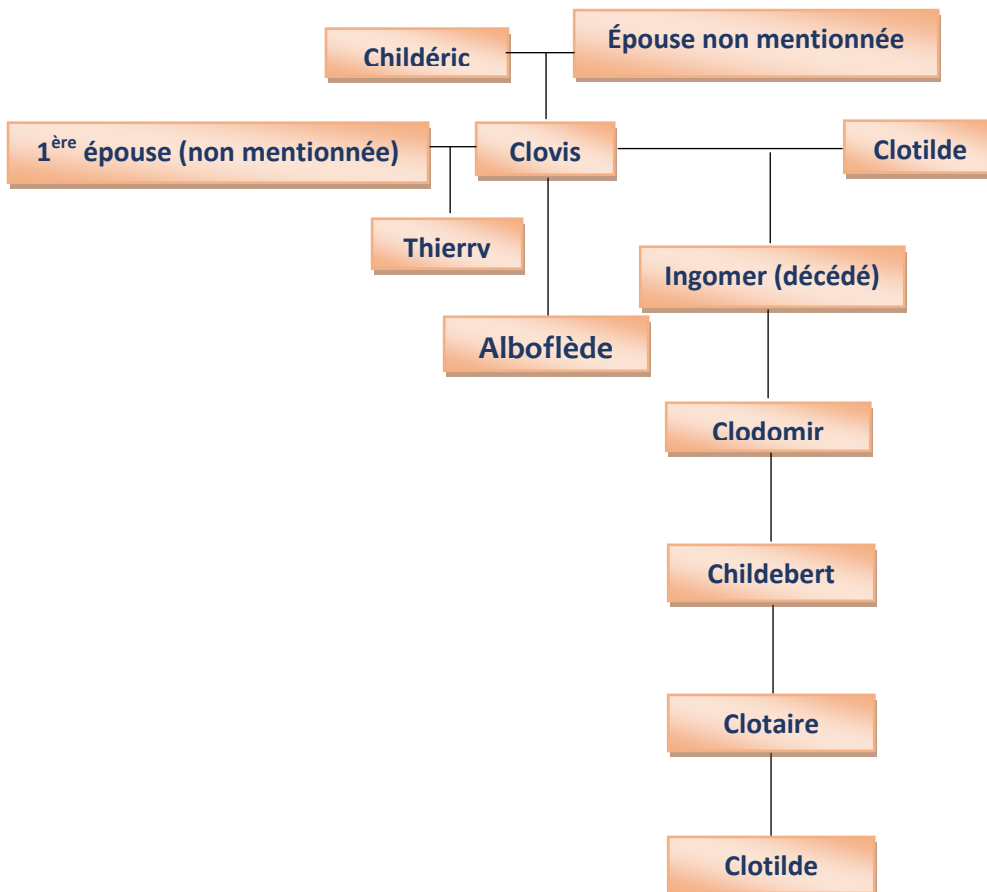 Childéric
Épouse non mentionnée
1ère épouse (non mentionnée)
Clovis
Clotilde
Thierry
Ingomer (décédé)
Alboflède
Clodomir
Childebert
Clotaire
Clotilde